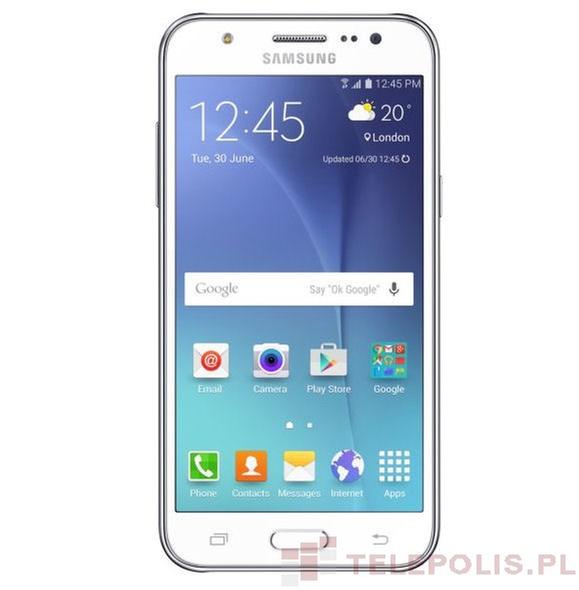 SAMSUNG
12:45 PM
12:45
20°
London
Tue, 30 June
Updated 06/30 12:45
Google
Say "Ok Google"
Email
Camera
Play Store
Google
Phone
Contacts
Messages
Internet
Apps
TELEPOLIS.PL